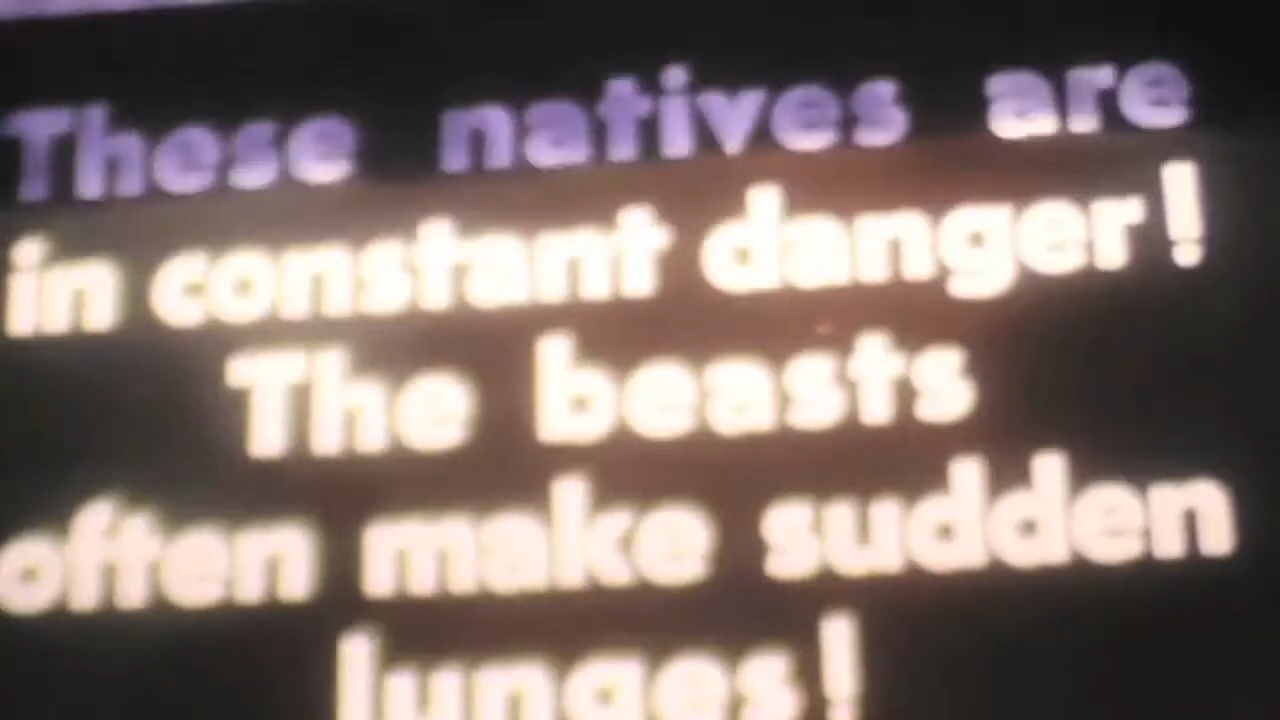 These natives are
in constant danger!
The beasts
often make sudden
lunges!